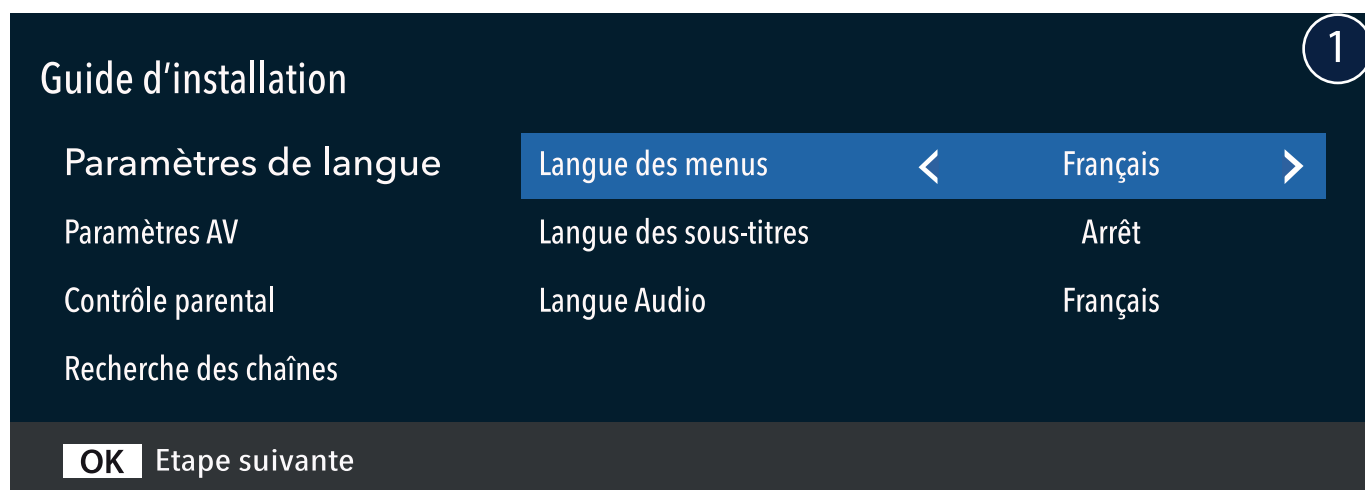 1
Guide d'installation
Paramètres de langue
Langue des menus < Français >
Paramètres AV
Langue des sous-titres Arrêt
Contrôle parental
Langue Audio Français
Recherche des chaînes
OK Etape suivante